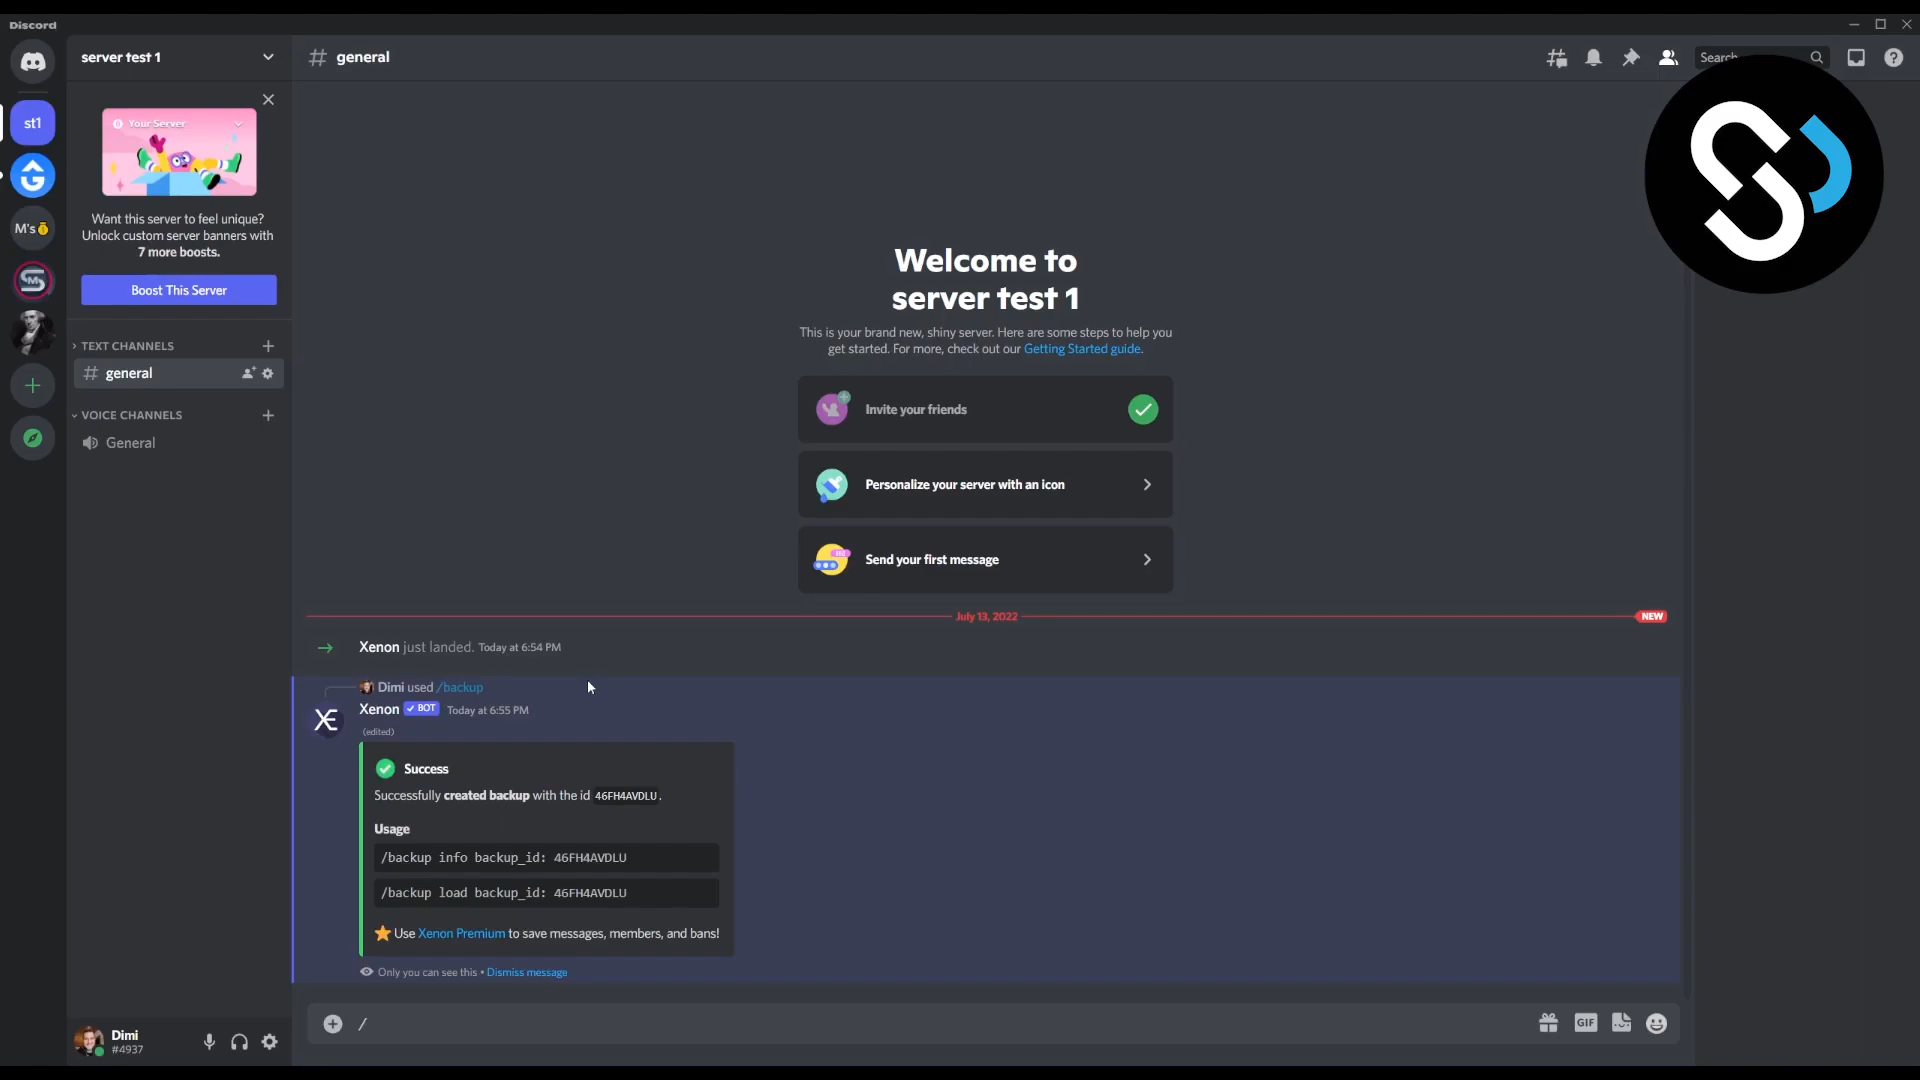 Discord
server test 1
# general
Search
st1
M's
Your Server
Want this server to feel unique?
Unlock custom server banners with
7 more boosts.
Boost This Server
TEXT CHANNELS
# general
VOICE CHANNELS
General
Welcome to
server test 1
This is your brand new, shiny server. Here are some steps to help you
get started. For more, check out our Getting Started guide.
Invite your friends
Personalize your server with an icon
Send your first message
July 13, 2022
NEW
Xenon just landed. Today at 6:54 PM
Dimi used /backup
Xenon BOT Today at 6:55 PM
(edited)
Success
Successfully created backup with the id 46FH4AVDLU.
Usage
/backup info backup_id: 46FH4AVDLU
/backup load backup_id: 46FH4AVDLU
Use Xenon Premium to save messages, members, and bans!
Only you can see this • Dismiss message
/
GIF
Dimi
#4937